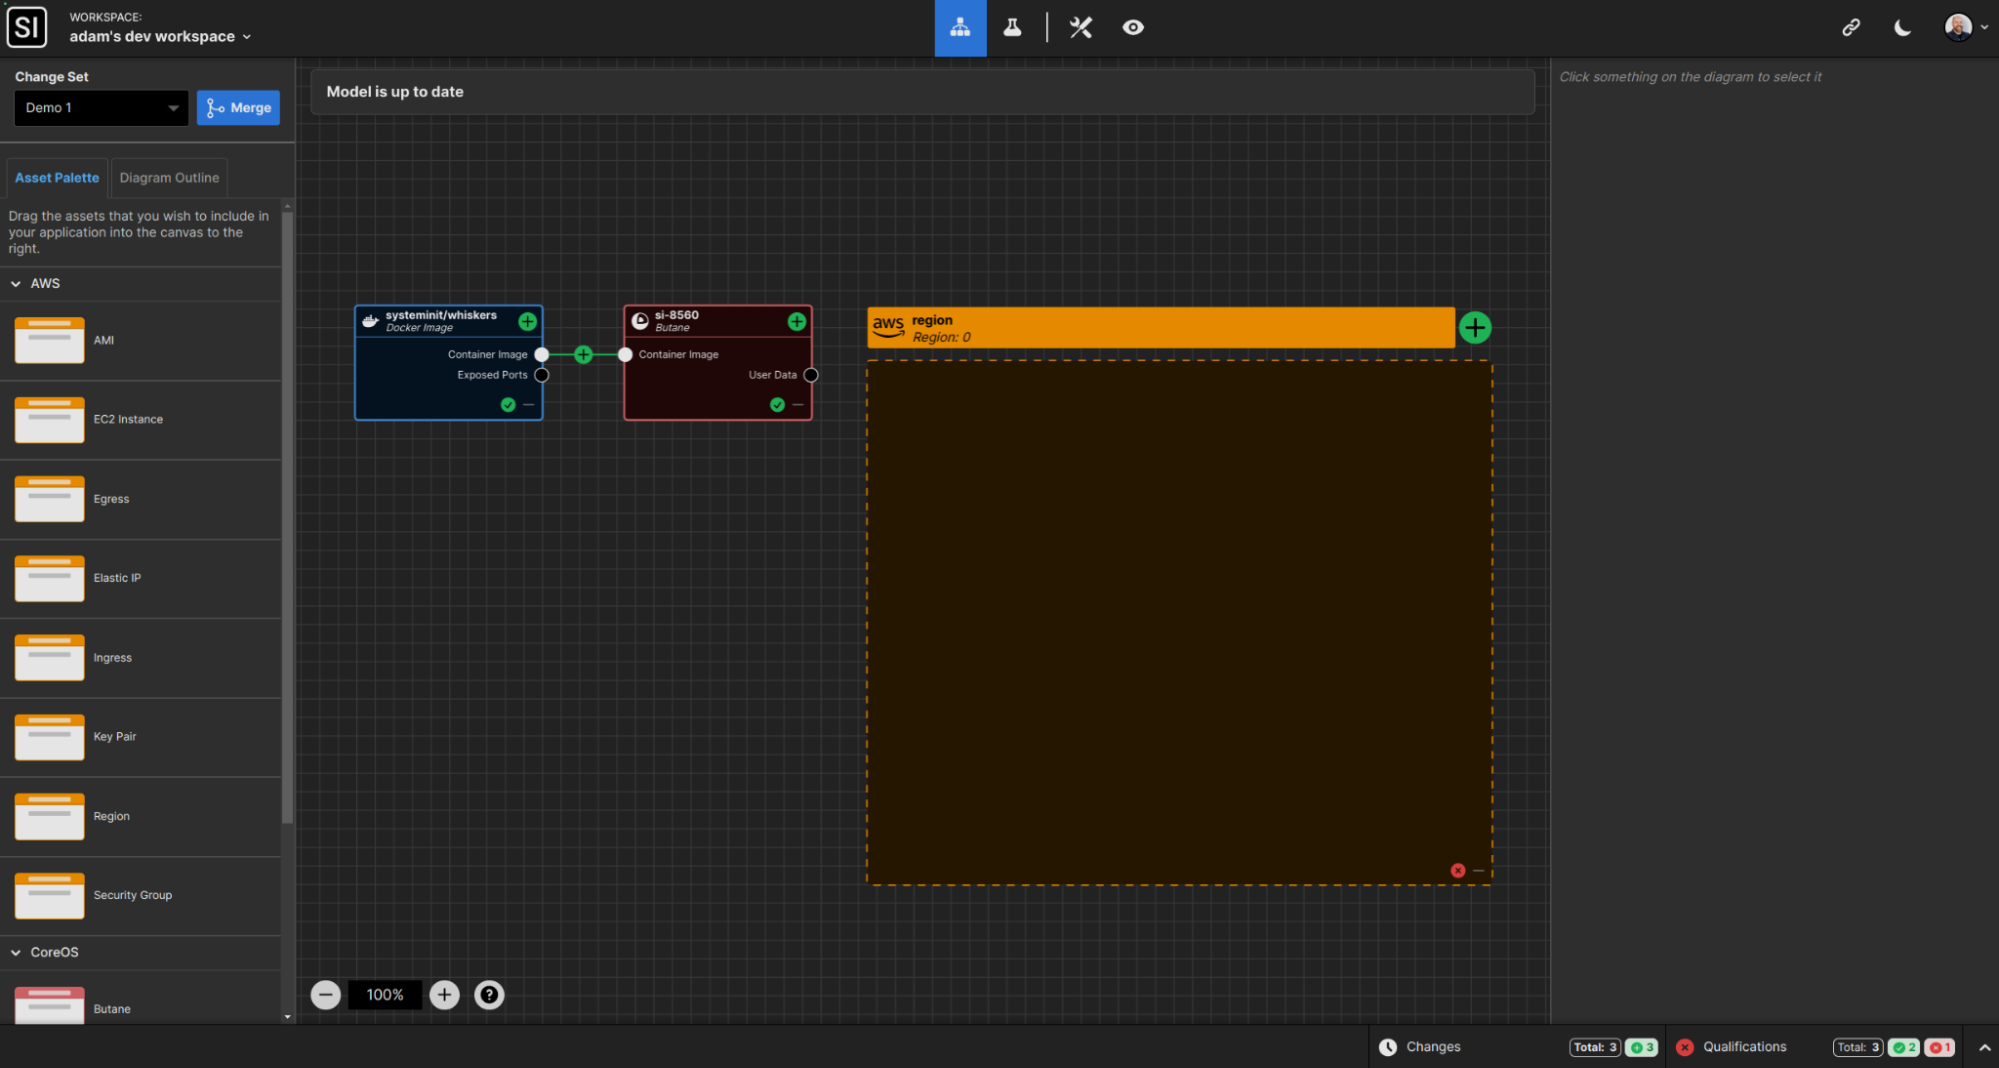 SI
WORKSPACE:
adam's dev workspace
Change Set
Demo 1
Merge
Asset Palette
Diagram Outline
Drag the assets that you wish to include in
your application into the canvas to the
right.
AWS
AMI
EC2 Instance
Egress
Elastic IP
Ingress
Key Pair
Region
Security Group
CoreOS
Butane
Model is up to date
systeminit/whiskers
Docker Image
Container Image
Exposed Ports
si-8560
Butane
Container Image
User Data
aws
region
Region: 0
100%
?
Click something on the diagram to select it
Changes
Total: 3
3
Qualifications
Total: 3
2
1